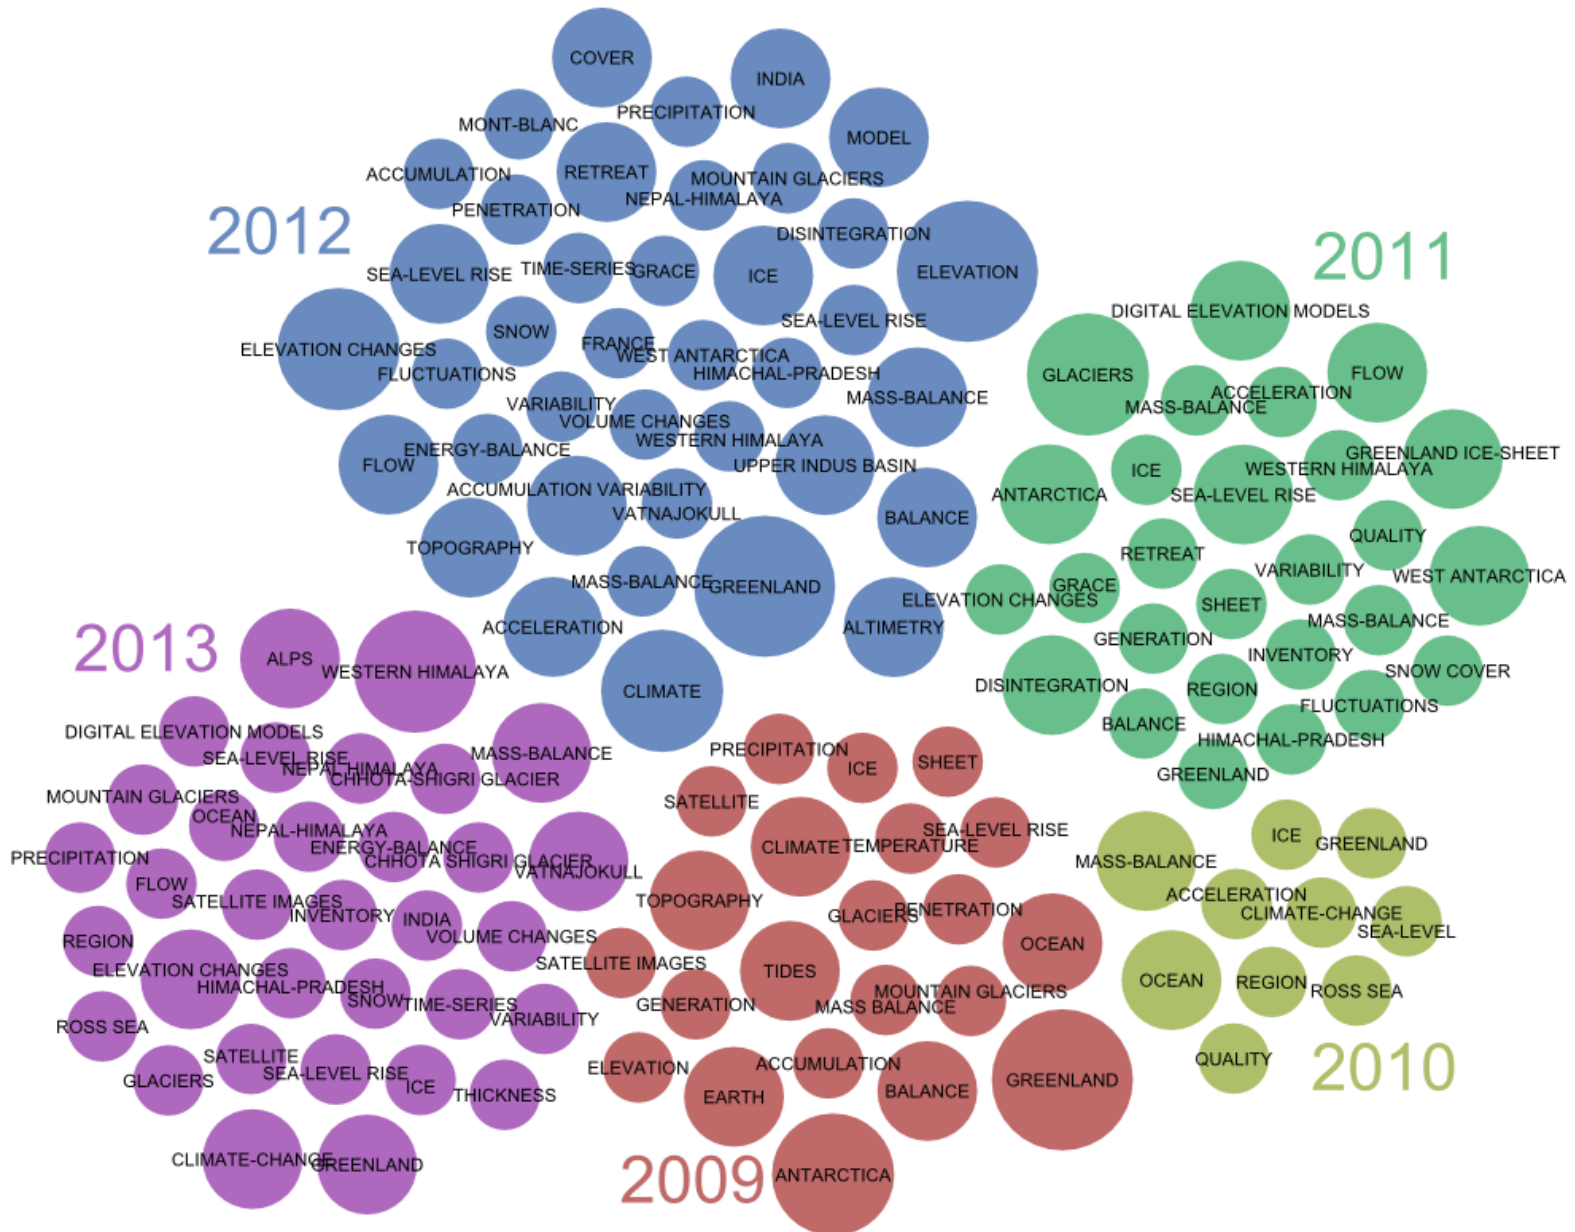 2012
COVER
INDIA
PRECIPITATION
MONT-BLANC
MODEL
ACCUMULATION
RETREAT
MOUNTAIN GLACIERS
NEPAL-HIMALAYA
PENETRATION
DISINTEGRATION
SEA-LEVEL RISE
TIME-SERIES
GRACE
ICE
ELEVATION
SEA-LEVEL RISE
SNOW
FRANCE
ELEVATION CHANGES
WEST ANTARCTICA
FLUCTUATIONS
HIMACHAL-PRADESH
MASS-BALANCE
VARIABILITY
VOLUME CHANGES
WESTERN HIMALAYA
ENERGY-BALANCE
FLOW
UPPER INDUS BASIN
ACCUMULATION VARIABILITY
VATNAJOKULL
BALANCE
TOPOGRAPHY
MASS-BALANCE
GREENLAND
ACCELERATION
ALTIMETRY
CLIMATE
2011
DIGITAL ELEVATION MODELS
GLACIERS
FLOW
ACCELERATION
MASS-BALANCE
GREENLAND ICE-SHEET
ICE
WESTERN HIMALAYA
ANTARCTICA
SEA-LEVEL RISE
QUALITY
RETREAT
VARIABILITY
WEST ANTARCTICA
GRACE
ELEVATION CHANGES
SHEET
MASS-BALANCE
GENERATION
INVENTORY
SNOW COVER
DISINTEGRATION
REGION
FLUCTUATIONS
BALANCE
HIMACHAL-PRADESH
GREENLAND
2013
ALPS
WESTERN HIMALAYA
DIGITAL ELEVATION MODELS
MASS-BALANCE
SEA-LEVEL RISE
NEPAL HIMALAYA
CHHOTA-SHIGRI GLACIER
MOUNTAIN GLACIERS
OCEAN
NEPAL-HIMALAYA
ENERGY-BALANCE
PRECIPITATION
CHHOTA SHIGRI GLACIER
VATNAJOKULL
FLOW
SATELLITE IMAGES
INVENTORY
INDIA
VOLUME CHANGES
REGION
ELEVATION CHANGES
HIMACHAL-PRADESH
SNOW
TIME-SERIES
VARIABILITY
ROSS SEA
SATELLITE
SEA-LEVEL RISE
GLACIERS
ICE
THICKNESS
CLIMATE-CHANGE
GREENLAND
PRECIPITATION
ICE
SHEET
SATELLITE
SEA-LEVEL RISE
CLIMATE
TEMPERATURE
TOPOGRAPHY
GLACIERS
PENETRATION
OCEAN
SATELLITE IMAGES
TIDES
MOUNTAIN GLACIERS
MASS BALANCE
GENERATION
ELEVATION
ACCUMULATION
EARTH
BALANCE
GREENLAND
ANTARCTICA
2009
ICE
GREENLAND
MASS-BALANCE
ACCELERATION
CLIMATE-CHANGE
SEA-LEVEL
OCEAN
REGION
ROSS SEA
QUALITY
2010